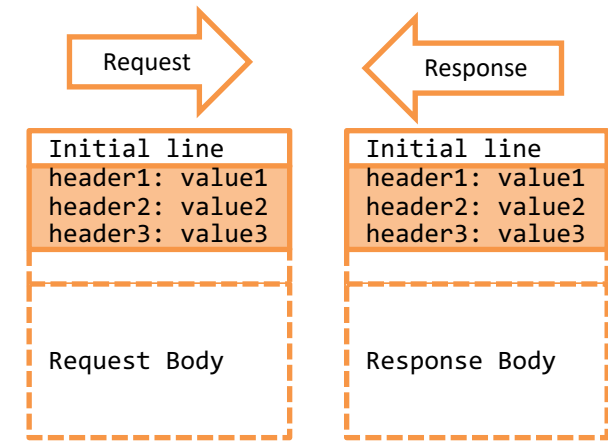 Request
Initial line
header1: value1
header2: value2
header3: value3
Request Body
Response
Initial line
header1: value1
header2: value2
header3: value3
Response Body